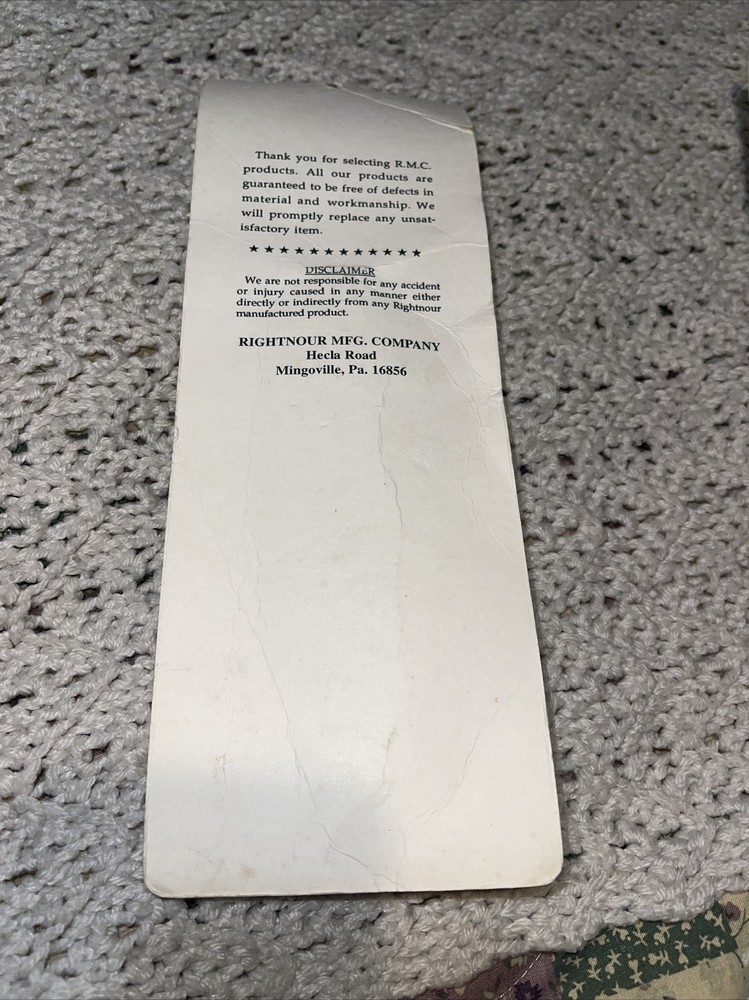 Thank you for selecting R.M.C.
products. All our products are
guaranteed to be free of defects in
material and workmanship. We
will promptly replace any unsat-
isfactory item.
★ ★ ★ ★ ★ ★ ★ ★ ★ ★ ★ ★
DISCLAIMER
We are not responsible for any accident
or injury caused in any manner either
directly or indirectly from any Rightnour
manufactured product.
RIGHTNOUR MFG. COMPANY
Hecla Road
Mingoville, Pa. 16856